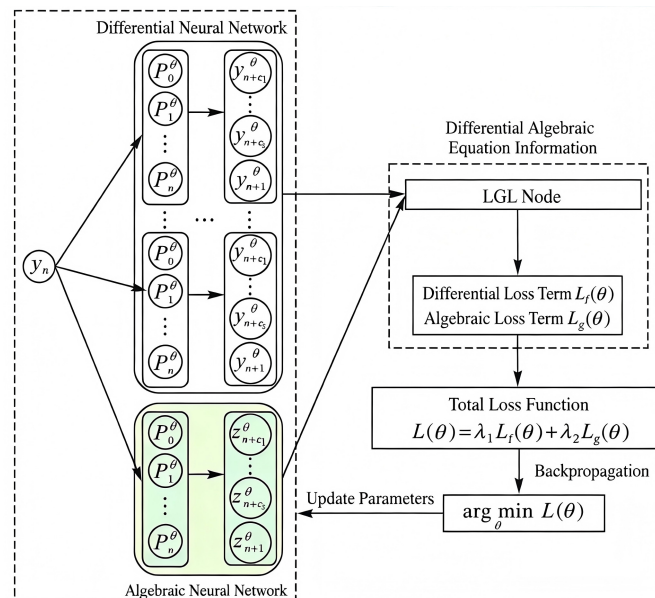 Differential Neural Network
P_0^θ
P_1^θ
⋮
P_n^θ
y_{n+c_1}^θ
⋮
y_{n+c_s}^θ
y_{n+1}^θ
⋮ ⋯ ⋮
P_0^θ
P_1^θ
⋮
P_n^θ
y_{n+c_1}^θ
⋮
y_{n+c_s}^θ
y_{n+1}^θ
y_n
P_0^θ
P_1^θ
⋮
P_n^θ
z_{n+c_1}^θ
⋮
z_{n+c_s}^θ
z_{n+1}^θ
Algebraic Neural Network
Differential Algebraic
Equation Information
LGL Node
Differential Loss Term L_f(θ)
Algebraic Loss Term L_g(θ)
Total Loss Function
L(θ)=λ_1 L_f(θ)+λ_2 L_g(θ)
Backpropagation
arg min_θ L(θ)
Update Parameters